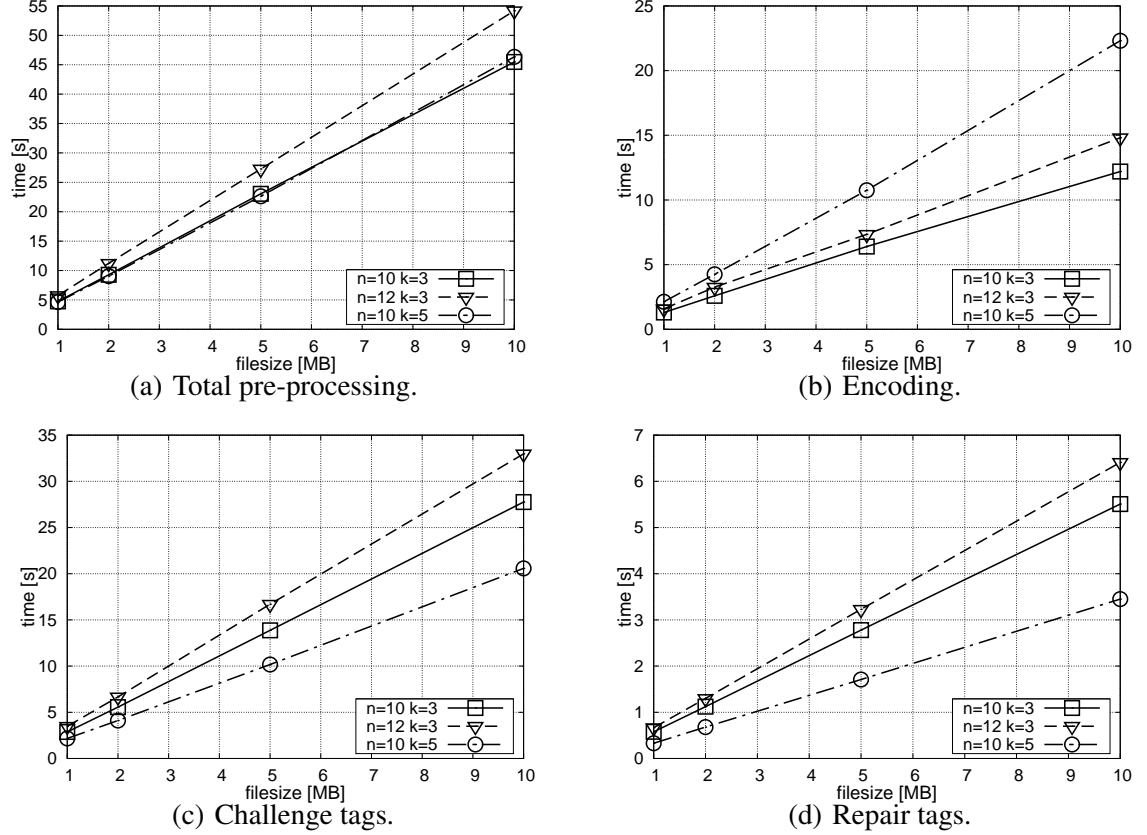 55
50
45
40
35
30
25
20
15
10
5
0
time [s]
1 2 3 4 5 6 7 8 9 10
filesize [MB]
n=10 k=3
n=12 k=3
n=10 k=5
(a) Total pre-processing.
25
20
15
10
5
0
time [s]
1 2 3 4 5 6 7 8 9 10
filesize [MB]
n=10 k=3
n=12 k=3
n=10 k=5
(b) Encoding.
35
30
25
20
15
10
5
0
time [s]
1 2 3 4 5 6 7 8 9 10
filesize [MB]
n=10 k=3
n=12 k=3
n=10 k=5
(c) Challenge tags.
7
6
5
4
3
2
1
0
time [s]
1 2 3 4 5 6 7 8 9 10
filesize [MB]
n=10 k=3
n=12 k=3
n=10 k=5
(d) Repair tags.